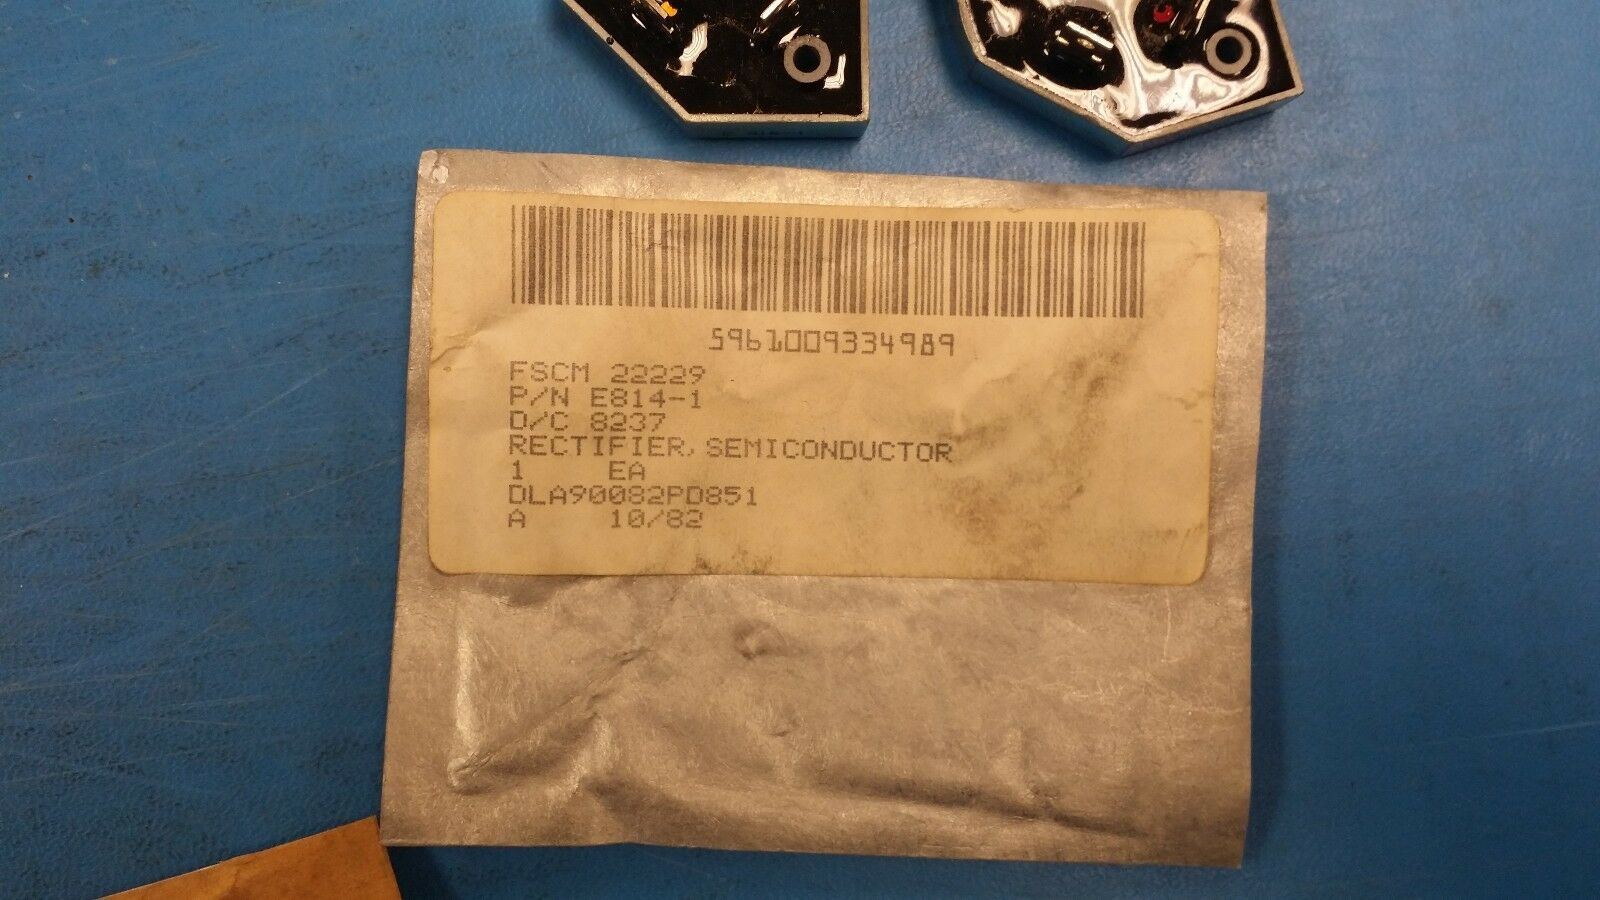 5961009334989
FSCM 22229
P/N E814-1
D/C 8237
RECTIFIER, SEMICONDUCTOR
1 EA
DLA90082PD851
A 10/82